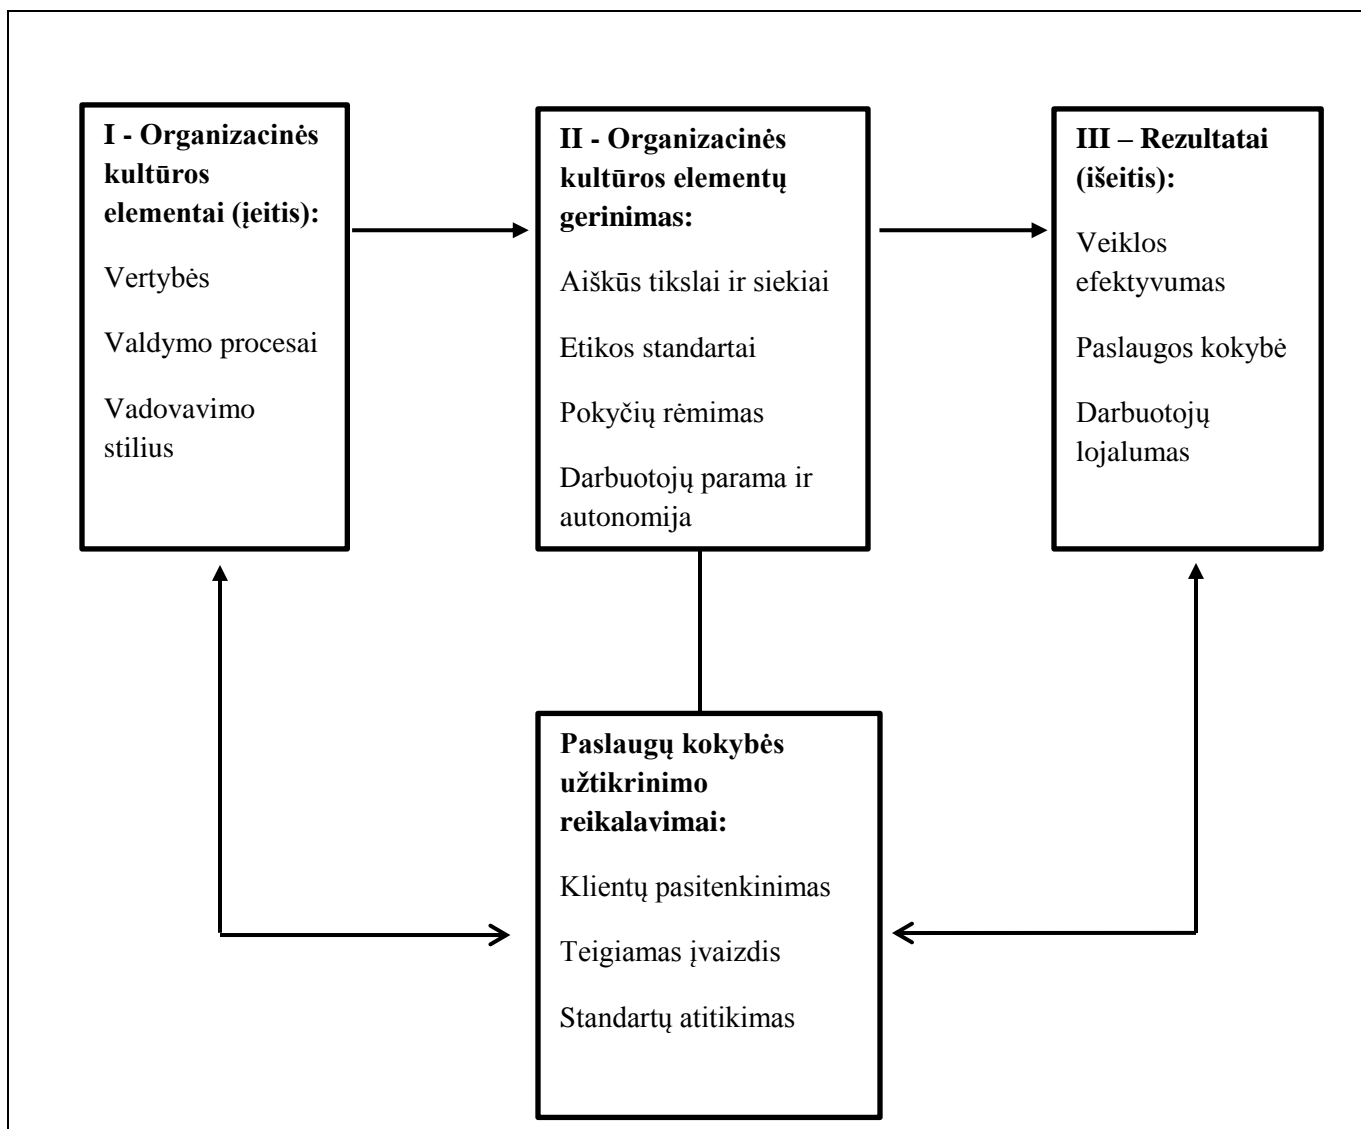 I - Organizacinės
kultūros
elementai (įeitis):
Vertybės
Valdymo procesai
Vadovavimo
stilius
II - Organizacinės
kultūros elementų
gerinimas:
Aiškūs tikslai ir siekiai
Etikos standartai
Pokyčių rėmimas
Darbuotojų parama ir
autonomija
III – Rezultatai
(išeitis):
Veiklos
efektyvumas
Paslaugos kokybė
Darbuotojų
lojalumas
Paslaugų kokybės
užtikrinimo
reikalavimai:
Klientų pasitenkinimas
Teigiamas įvaizdis
Standartų atitikimas